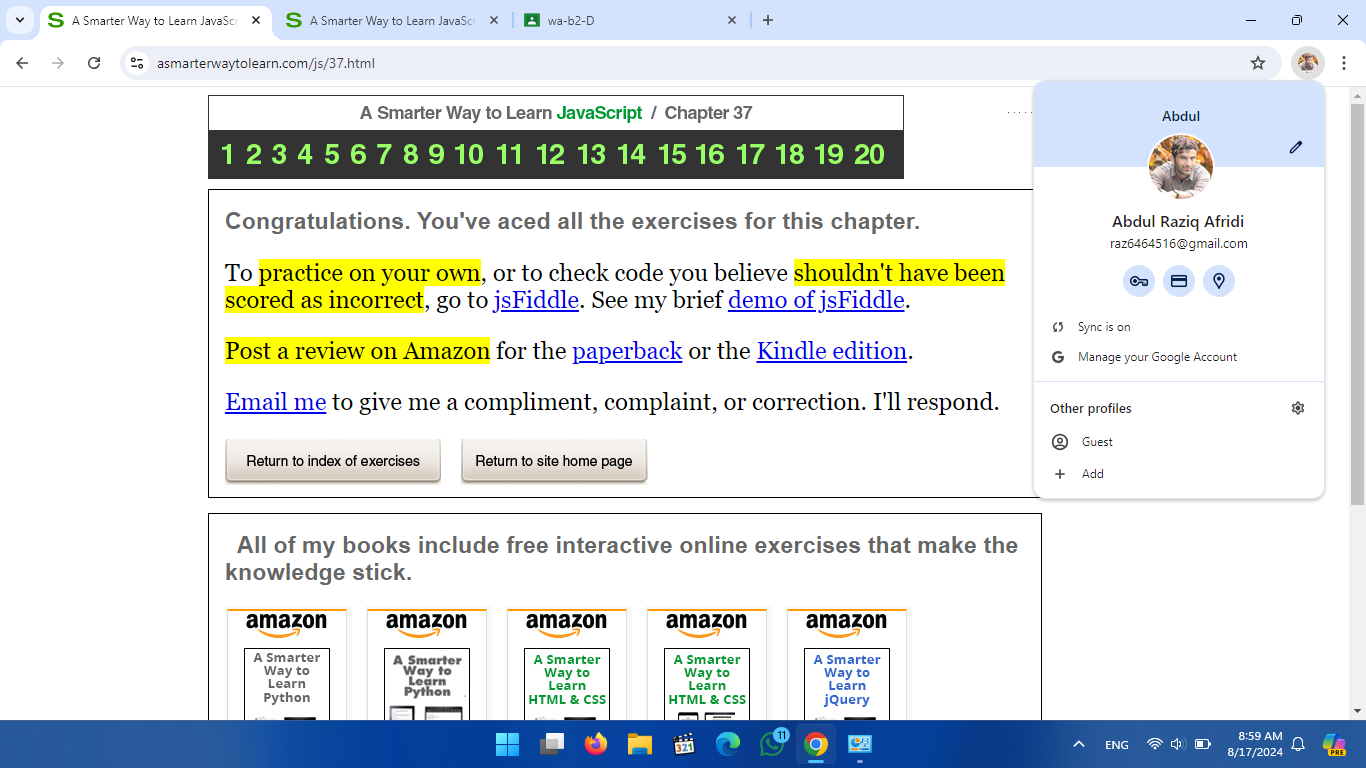 A Smarter Way to Learn JavaScr
A Smarter Way to Learn JavaScr
wa-b2-D
asmarterwaytolearn.com/js/37.html
A Smarter Way to Learn JavaScript / Chapter 37
1 2 3 4 5 6 7 8 9 10 11 12 13 14 15 16 17 18 19 20
Congratulations. You've aced all the exercises for this chapter.
To practice on your own, or to check code you believe shouldn't have been
scored as incorrect, go to jsFiddle. See my brief demo of jsFiddle.
Post a review on Amazon for the paperback or the Kindle edition.
Email me to give me a compliment, complaint, or correction. I'll respond.
Return to index of exercises
Return to site home page
Abdul
Abdul Raziq Afridi
raz6464516@gmail.com
Sync is on
Manage your Google Account
Other profiles
Guest
Add
All of my books include free interactive online exercises that make the
knowledge stick.
amazon
A Smarter
Way to
Learn
Python
amazon
A Smarter
Way to
Learn
Python
amazon
A Smarter
Way to
Learn
HTML & CSS
amazon
A Smarter
Way to
Learn
HTML & CSS
amazon
A Smarter
Way to
Learn
jQuery
321
11
ENG
8:59 AM
8/17/2024
PRE